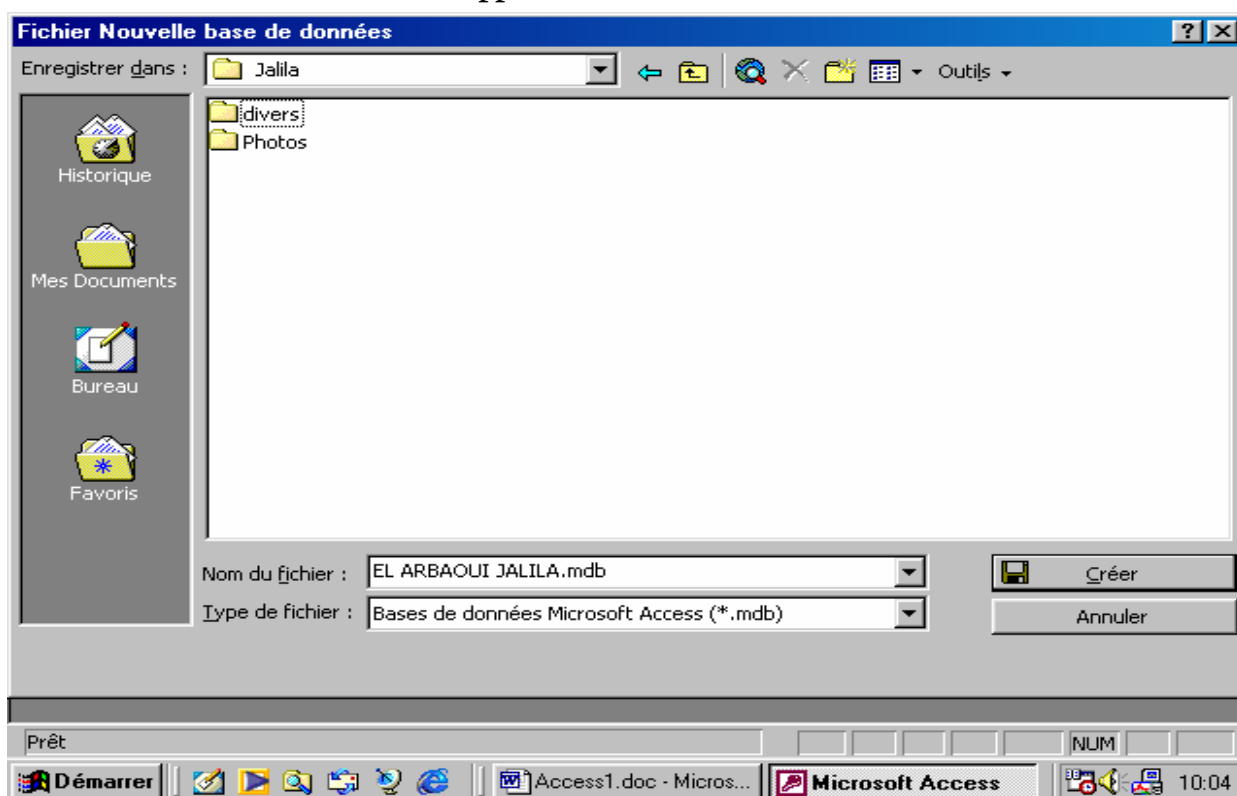 Fichier Nouvelle base de données
Enregistrer dans :
Jalila
Outils
divers
Photos
Historique
Mes Documents
Bureau
Favoris
Nom du fichier :
EL ARBAOUI JALILA.mdb
Créer
Type de fichier :
Bases de données Microsoft Access (*.mdb)
Annuler
Prêt
NUM
Démarrer
Access1.doc - Micros...
Microsoft Access
10:04